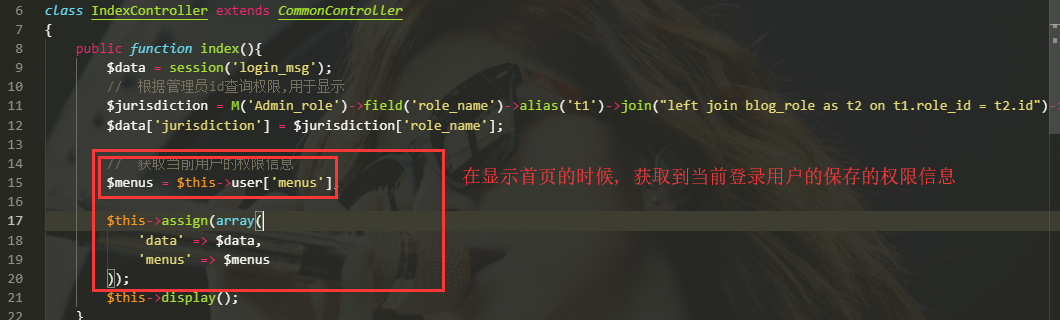 6 class IndexController extends CommonController
7 {
8 public function index(){
9 $data = session('login_msg');
10 // 根据管理员id查询权限,用于显示
11 $jurisdiction = M('Admin_role')->field('role_name')->alias('t1')->join("left join blog_role as t2 on t1.role_id = t2.id")-
12 $data['jurisdiction'] = $jurisdiction['role_name'];
13
14 // 获取当前用户的权限信息
15 $menus = $this->user['menus'];
在显示首页的时候，获取到当前登录用户的保存的权限信息
16
17 $this->assign(array(
18 'data' => $data,
19 'menus' => $menus
20 ));
21 $this->display();
22 }